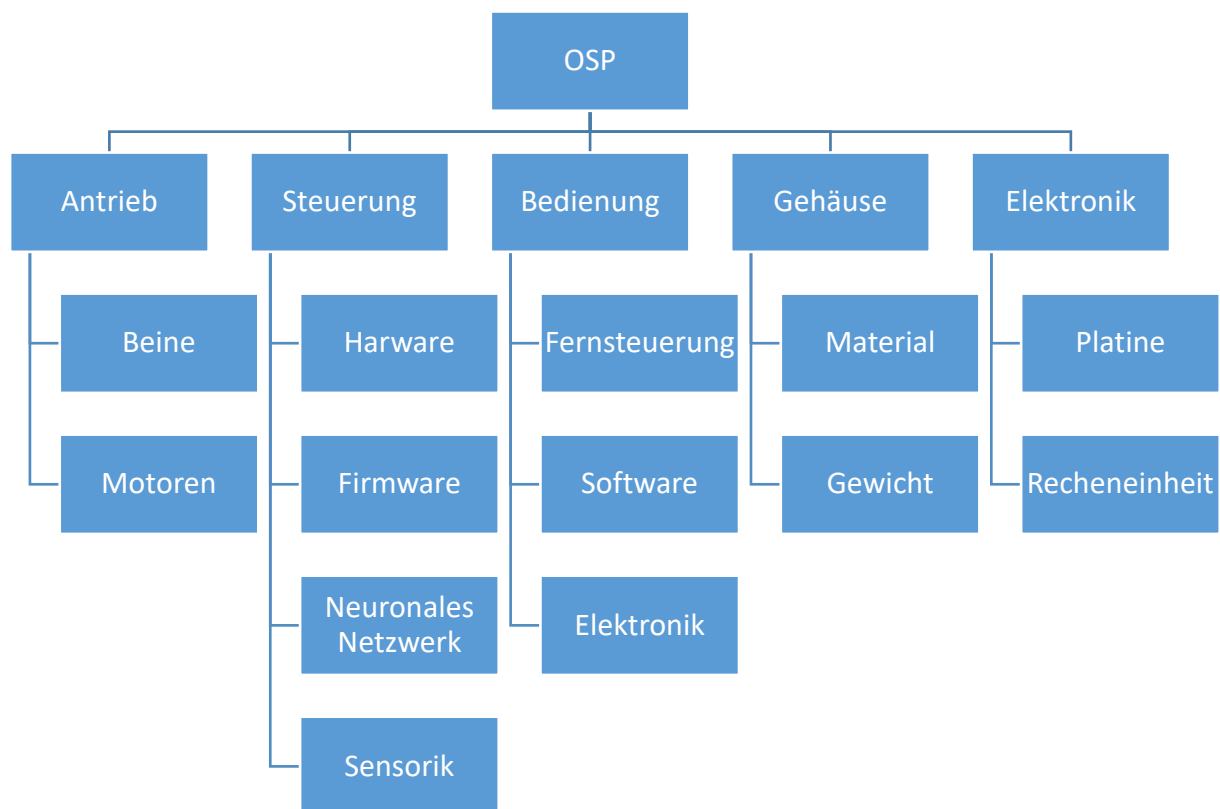 OSP
Antrieb
Steuerung
Bedienung
Gehäuse
Elektronik
Beine
Harware
Fernsteuerung
Material
Platine
Motoren
Firmware
Software
Gewicht
Recheneinheit
Neuronales
Netzwerk
Elektronik
Sensorik